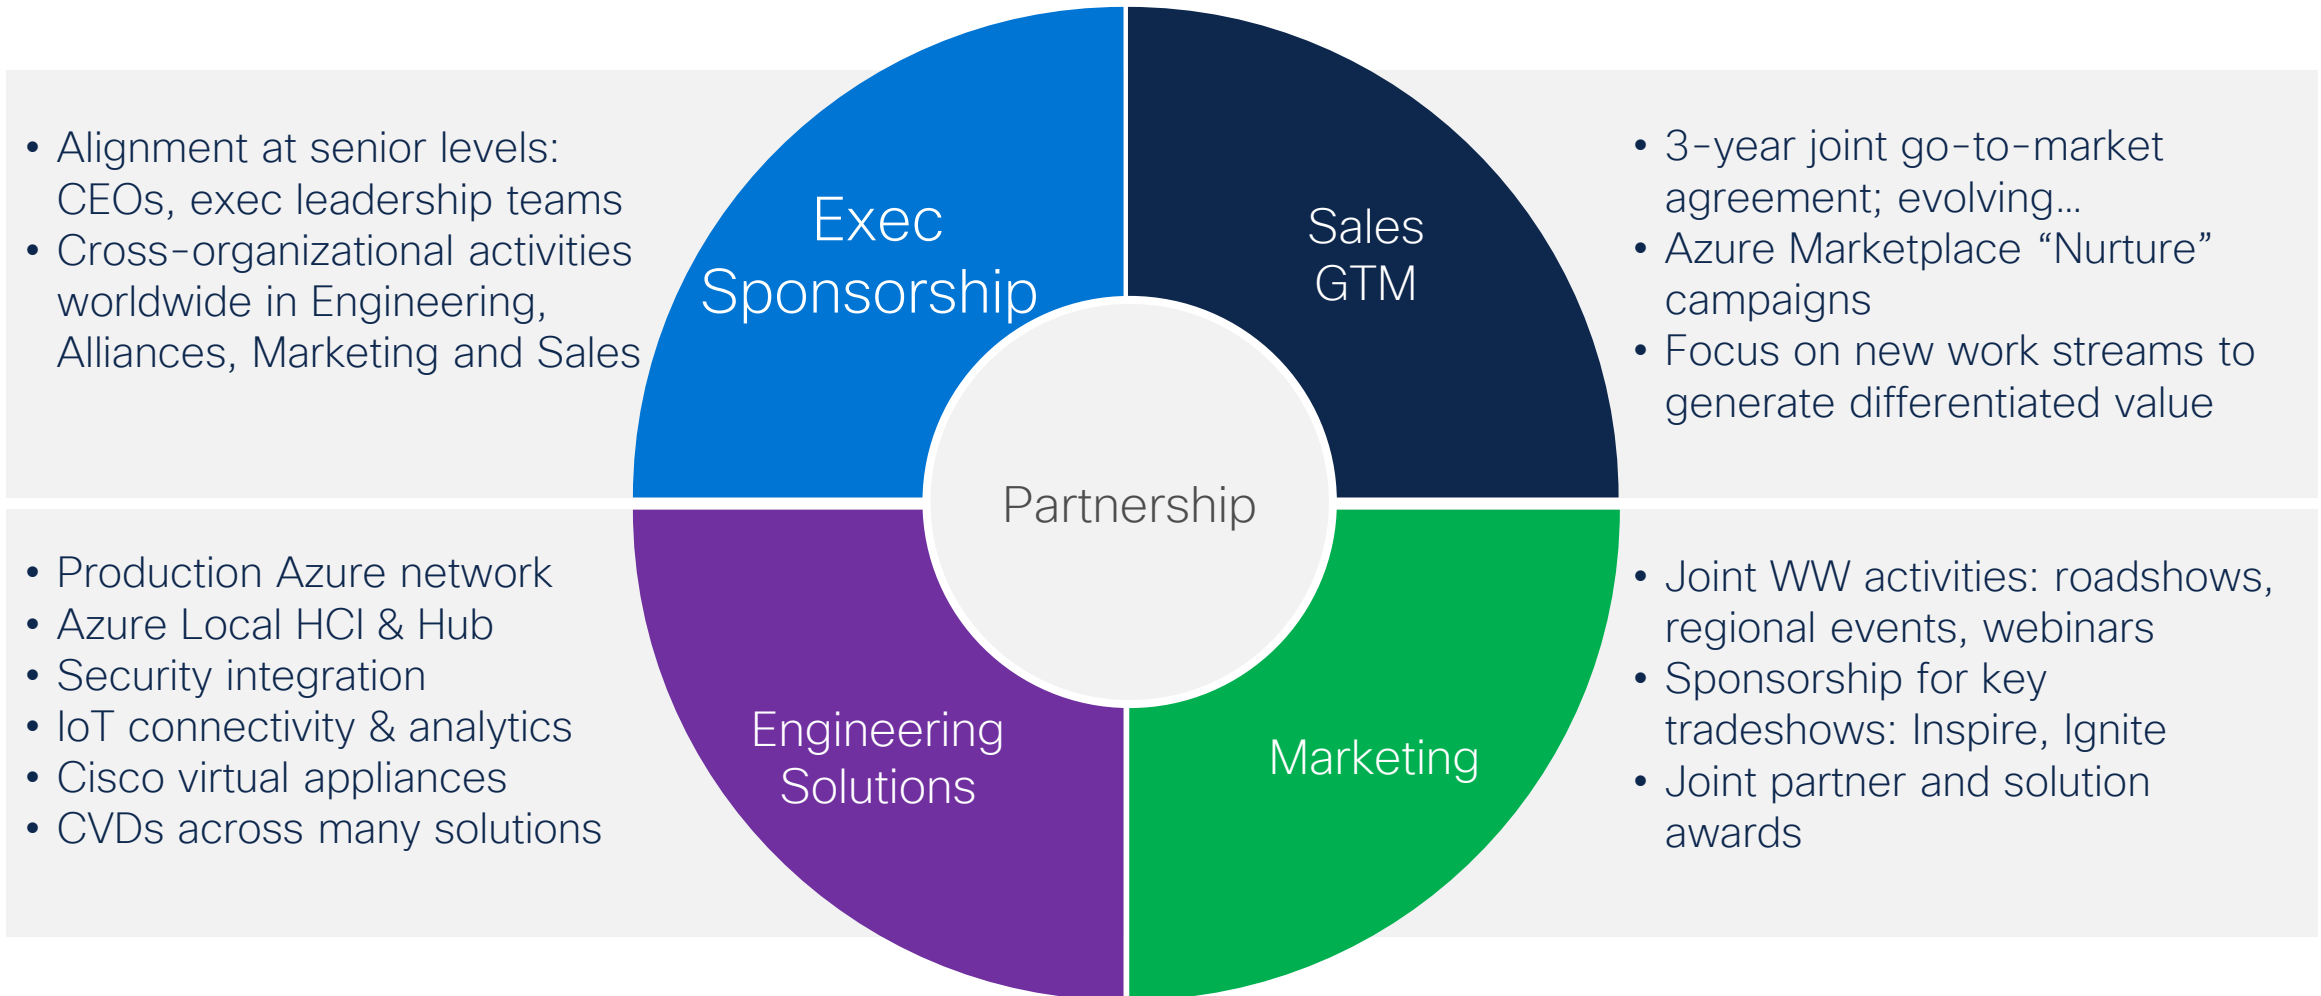 • Alignment at senior levels:
CEOs, exec leadership teams
• Cross-organizational activities
worldwide in Engineering,
Alliances, Marketing and Sales
Exec
Sponsorship
Sales
GTM
• 3-year joint go-to-market
agreement; evolving...
• Azure Marketplace “Nurture”
campaigns
• Focus on new work streams to
generate differentiated value
Partnership
• Production Azure network
• Azure Local HCI & Hub
• Security integration
• IoT connectivity & analytics
• Cisco virtual appliances
• CVDs across many solutions
Engineering
Solutions
Marketing
• Joint WW activities: roadshows,
regional events, webinars
• Sponsorship for key
tradeshows: Inspire, Ignite
• Joint partner and solution
awards